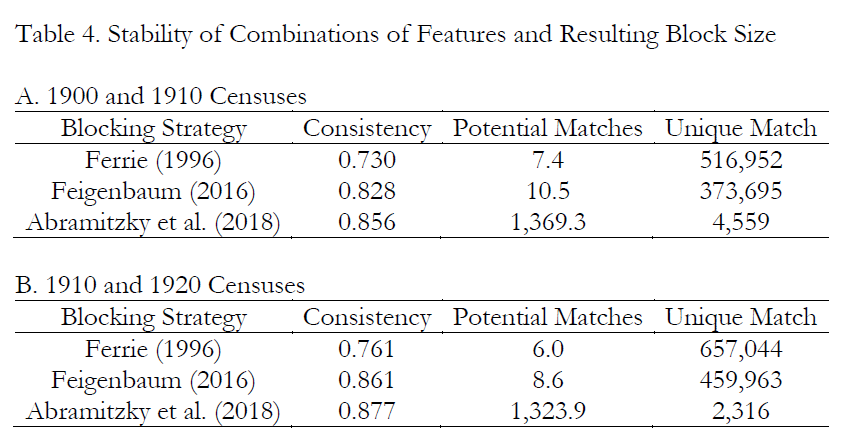 Table 4. Stability of Combinations of Features and Resulting Block Size
A. 1900 and 1910 Censuses
Blocking Strategy Consistency Potential Matches Unique Match
Ferrie (1996) 0.730 7.4 516,952
Feigenbaum (2016) 0.828 10.5 373,695
Abramitzky et al. (2018) 0.856 1,369.3 4,559
B. 1910 and 1920 Censuses
Blocking Strategy Consistency Potential Matches Unique Match
Ferrie (1996) 0.761 6.0 657,044
Feigenbaum (2016) 0.861 8.6 459,963
Abramitzky et al. (2018) 0.877 1,323.9 2,316